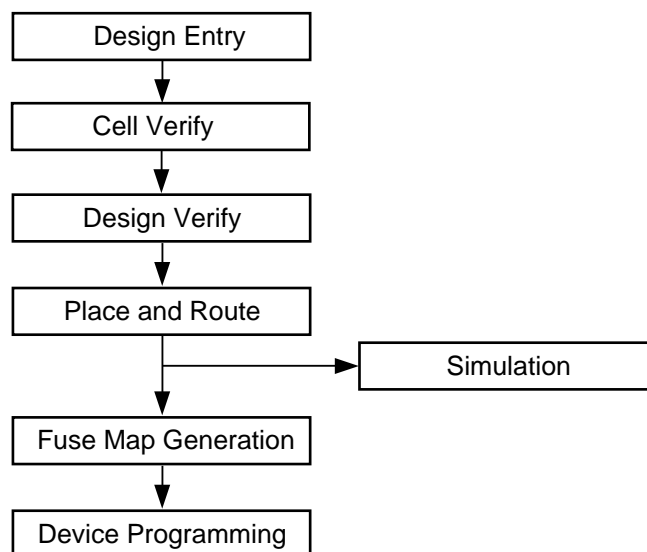 Design Entry
Cell Verify
Design Verify
Place and Route
Simulation
Fuse Map Generation
Device Programming